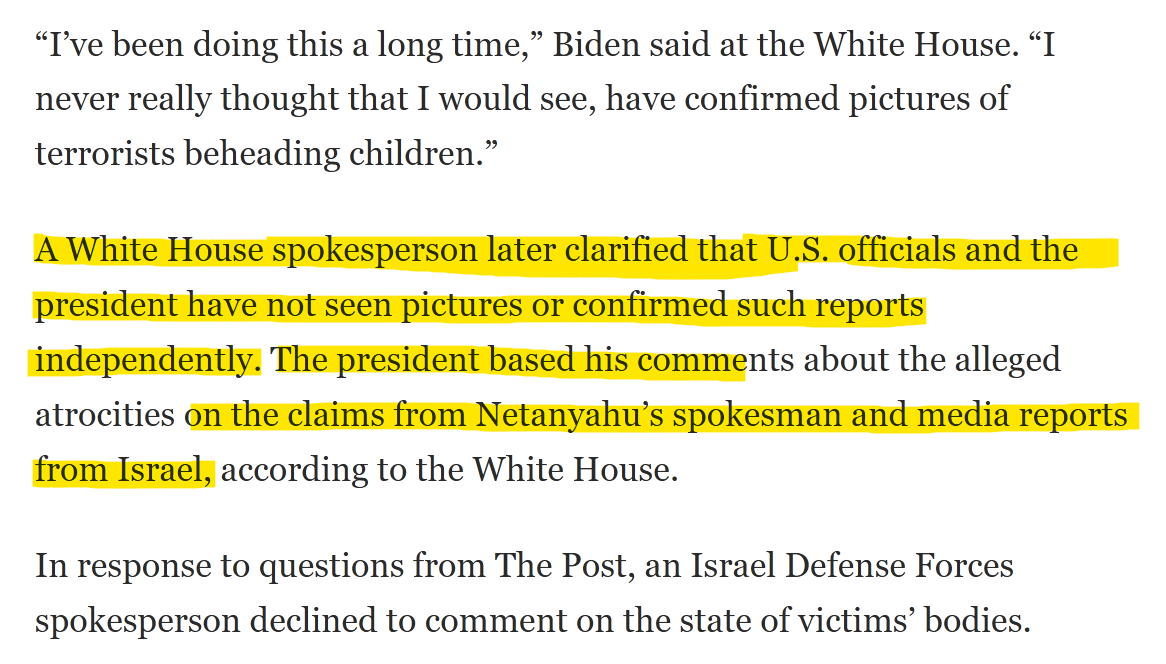 “I’ve been doing this a long time,” Biden said at the White House. “I
never really thought that I would see, have confirmed pictures of
terrorists beheading children.”
A White House spokesperson later clarified that U.S. officials and the
president have not seen pictures or confirmed such reports
independently. The president based his comments about the alleged
atrocities on the claims from Netanyahu’s spokesman and media reports
from Israel, according to the White House.
In response to questions from The Post, an Israel Defense Forces
spokesperson declined to comment on the state of victims’ bodies.